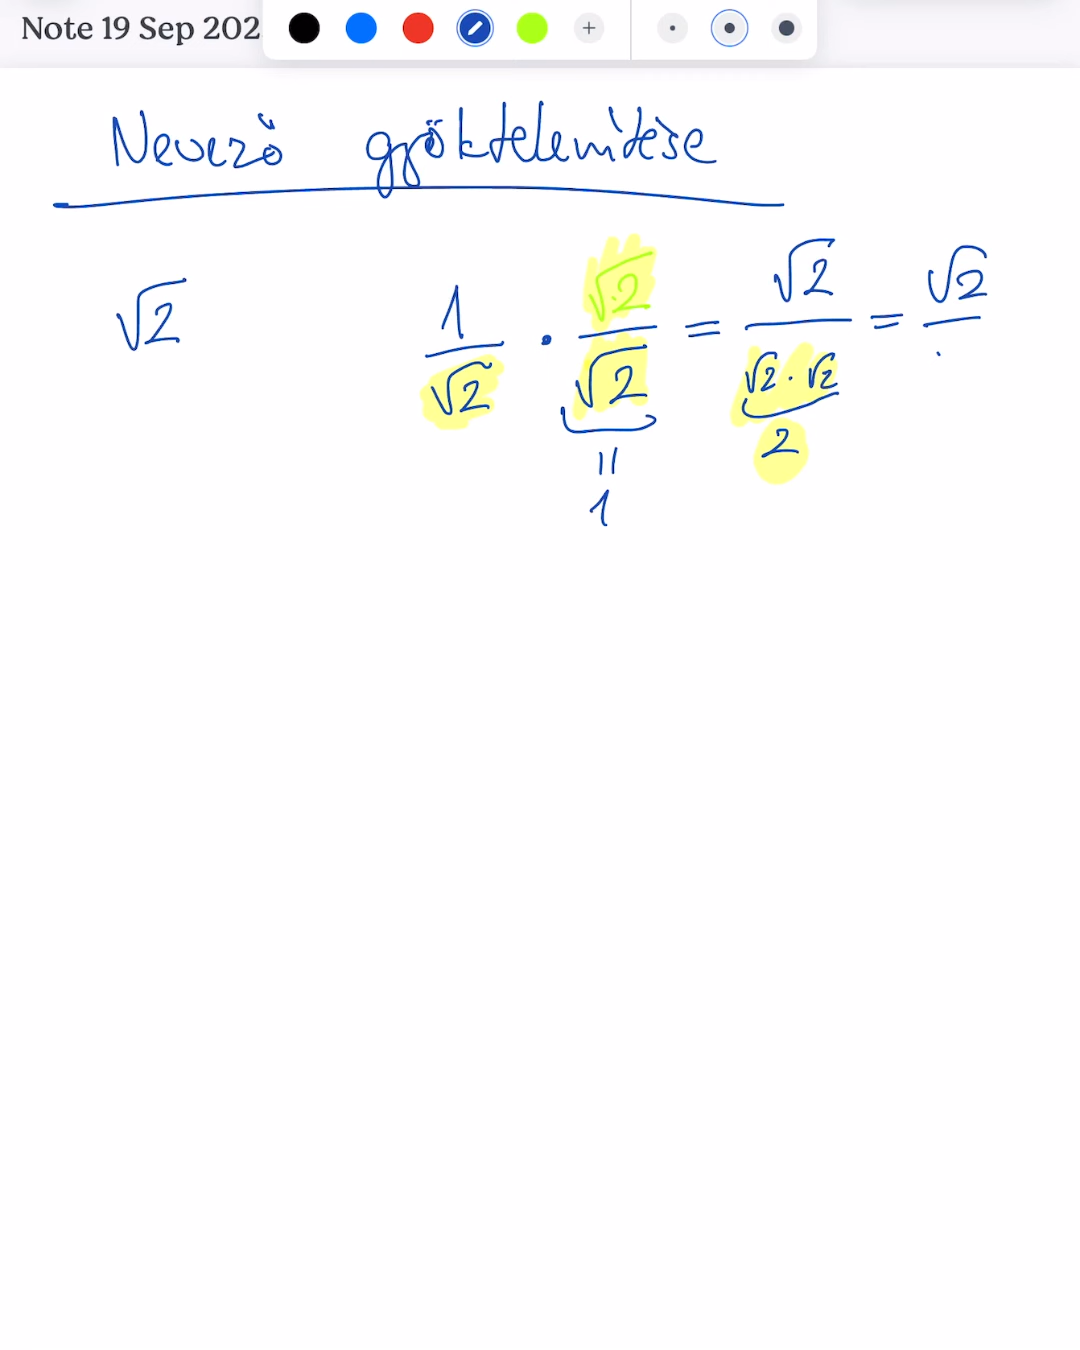 Note 19 Sep 202
Nevező gyöktelenítése
√2
1/√2 · √2/√2 = √2/(√2 · √2) = √2/
2
=
1